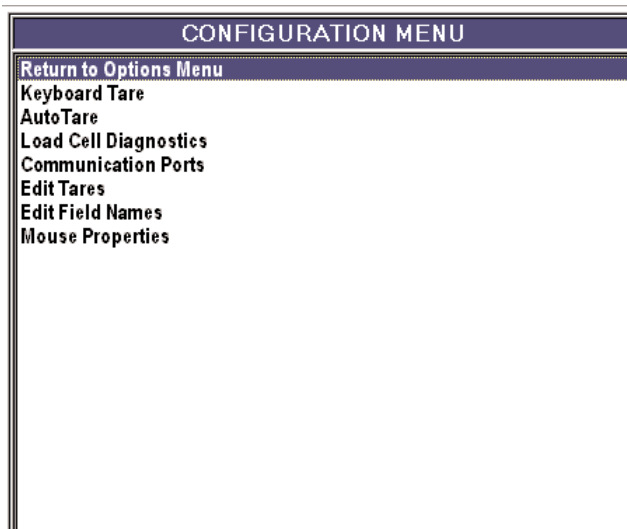 CONFIGURATION MENU
Return to Options Menu
Keyboard Tare
AutoTare
Load Cell Diagnostics
Communication Ports
Edit Tares
Edit Field Names
Mouse Properties